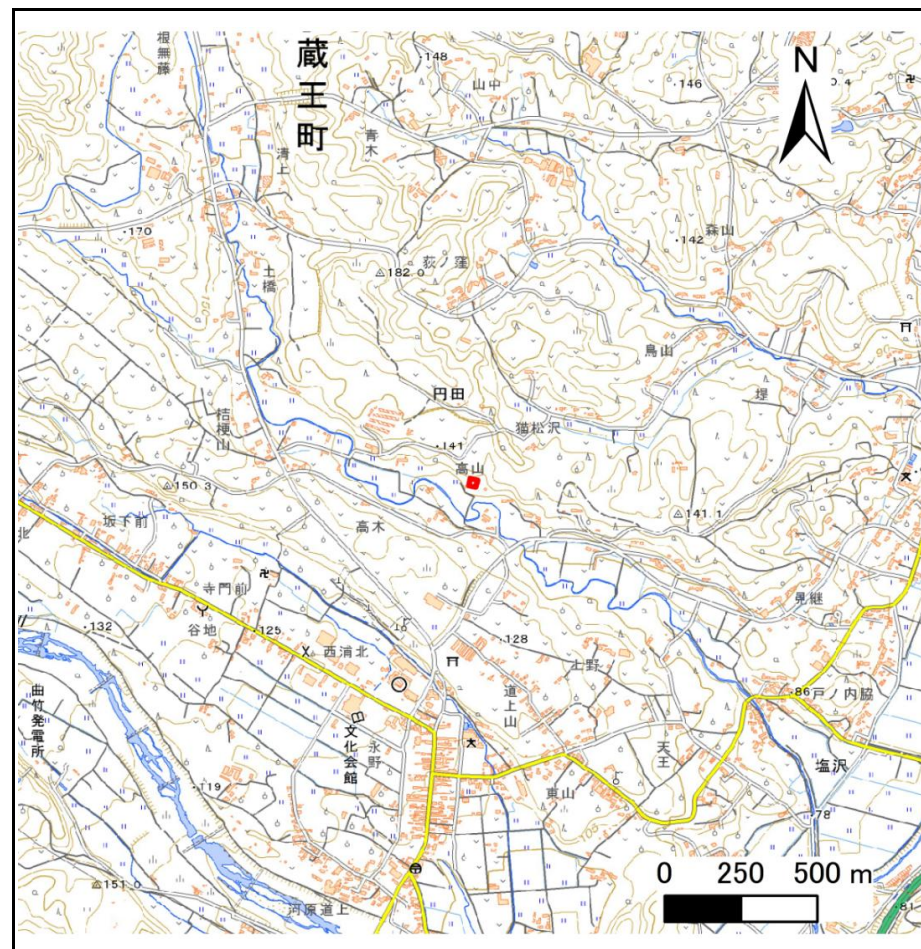 根無藤
蔵王町
148
山中
146
N
清上
青木
170
土橋
182.0
荻ノ窪
142
森山
鳥山
円田
猫松沢
桔梗山
141
高山
150.3
高木
141.1
坂下前
北
寺門前
谷地
132
125
西浦北
128
七野
道上山
86
戸ノ内脇
曲竹発電所
文化会館
永野
天王
塩沢
119
東山
78
151.0
河原道上
0 250 500 m
81